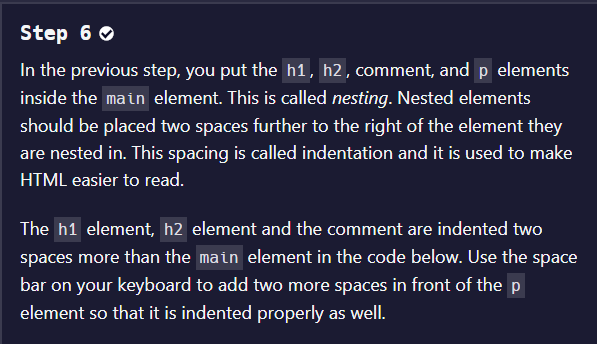 Step 6
In the previous step, you put the h1, h2, comment, and p elements
inside the main element. This is called nesting. Nested elements
should be placed two spaces further to the right of the element they
are nested in. This spacing is called indentation and it is used to make
HTML easier to read.
The h1 element, h2 element and the comment are indented two
spaces more than the main element in the code below. Use the space
bar on your keyboard to add two more spaces in front of the p
element so that it is indented properly as well.